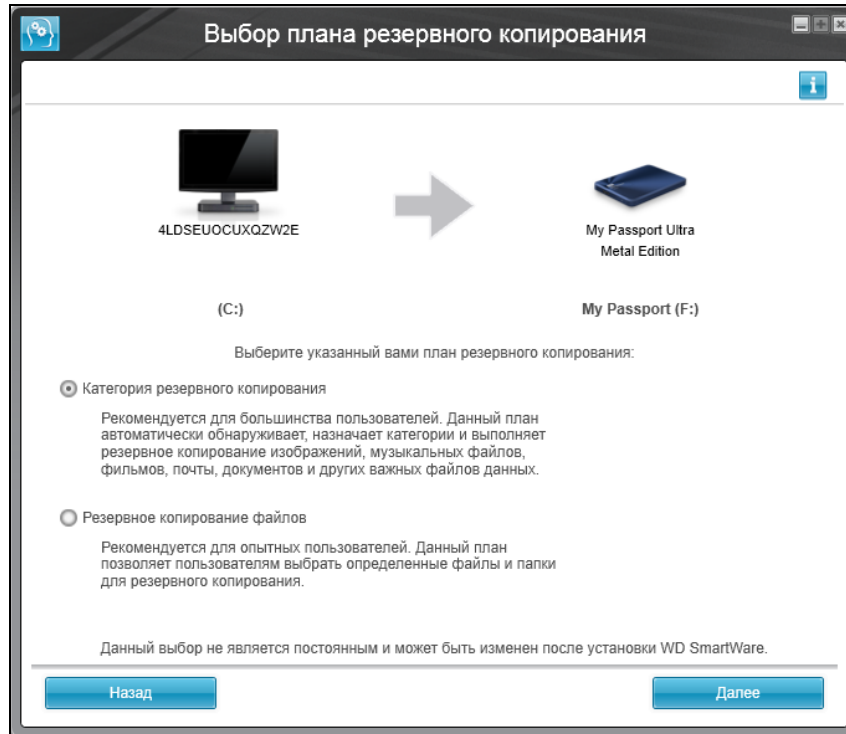 Выбор плана резервного копирования
4LDSEUOCUXQZW2E
My Passport Ultra
Metal Edition
(C:)
My Passport (F:)
Выберите указанный вами план резервного копирования:
Категория резервного копирования
Рекомендуется для большинства пользователей. Данный план
автоматически обнаруживает, назначает категории и выполняет
резервное копирование изображений, музыкальных файлов,
фильмов, почты, документов и других важных файлов данных.
Резервное копирование файлов
Рекомендуется для опытных пользователей. Данный план
позволяет пользователям выбрать определенные файлы и папки
для резервного копирования.
Данный выбор не является постоянным и может быть изменен после установки WD SmartWare.
Назад
Далее